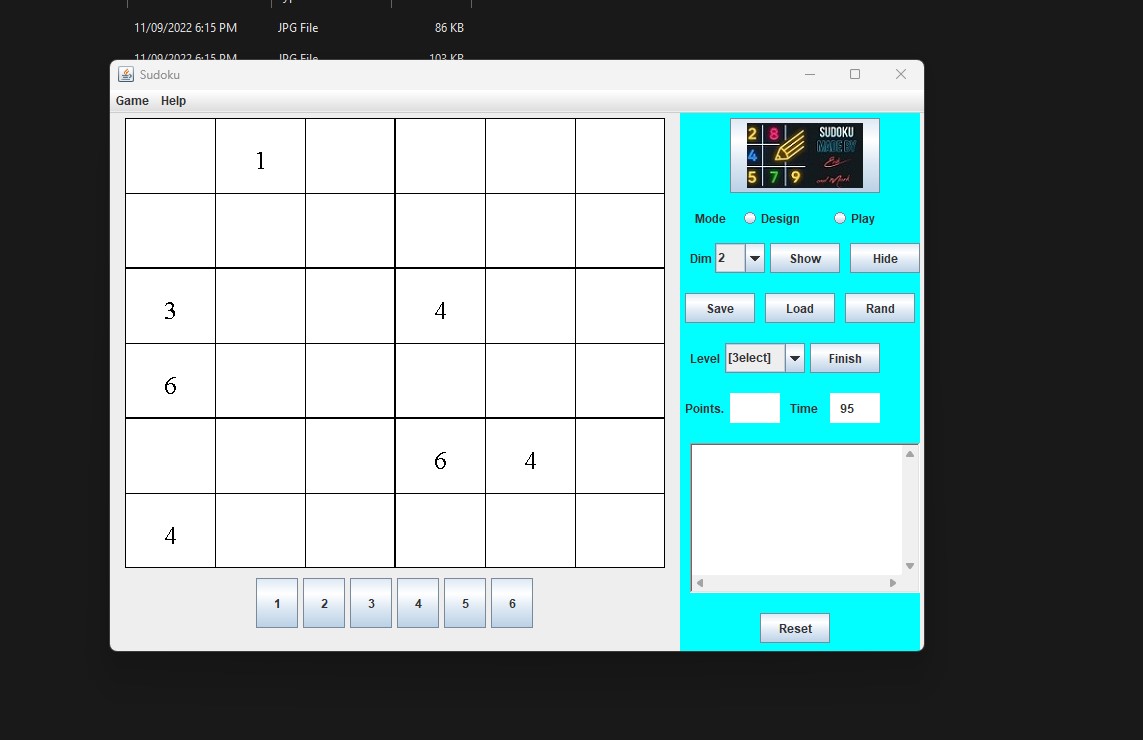 11/09/2022 6:15 PM JPG File 86 KB
11/09/2022 6:15 PM JPG File 103 KB
Sudoku
Game Help
1
3 4
6
6 4
4
1 2 3 4 5 6
2 8 SUDOKU
4 MADE BY
5 7 9
Mode Design Play
Dim 2 Show Hide
Save Load Rand
Level [3elect] Finish
Points. Time 95
Reset